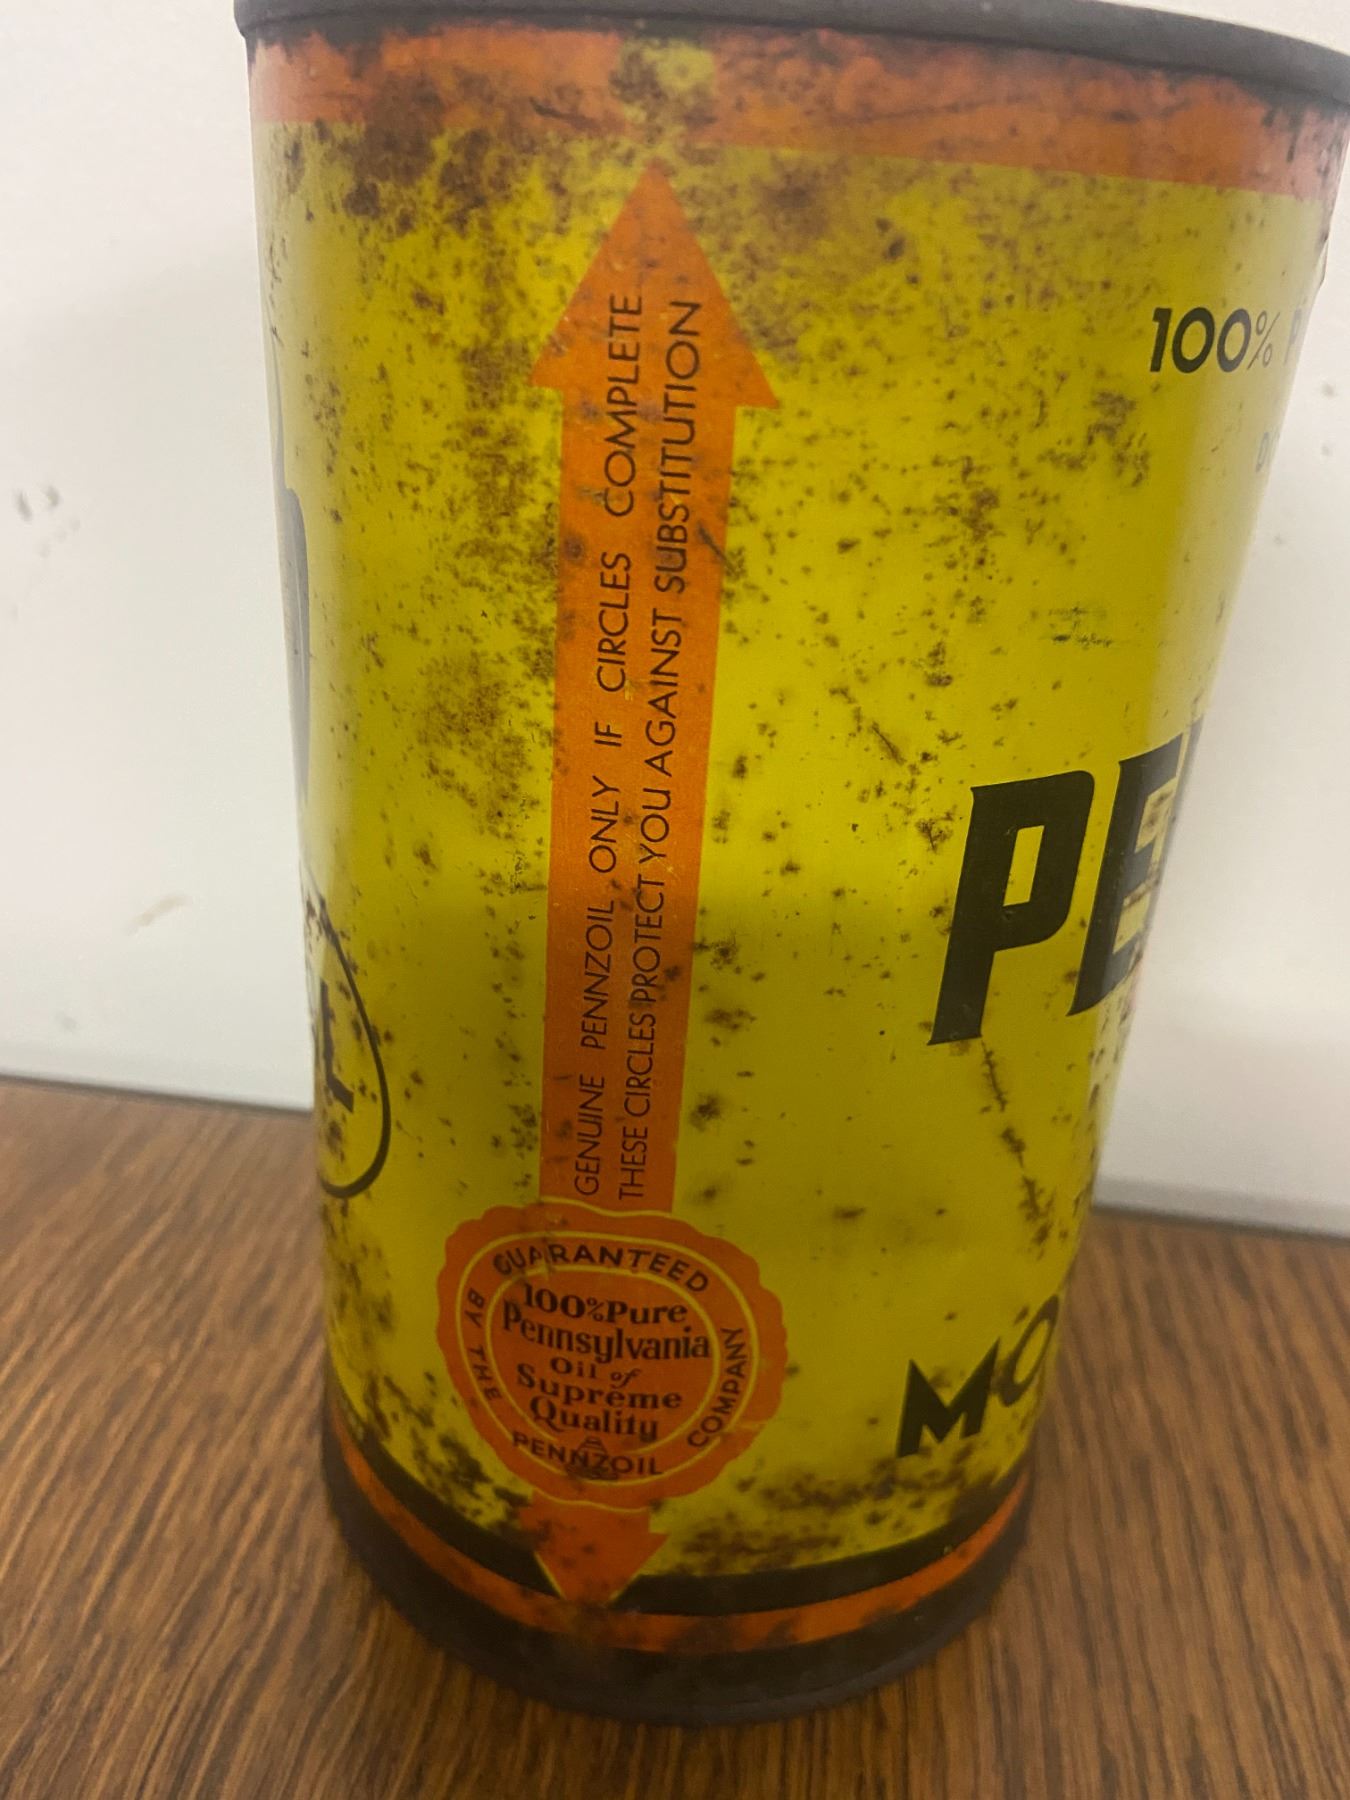 GENUINE PENNZOIL ONLY IF CIRCLES COMPLETE
THESE CIRCLES PROTECT YOU AGAINST SUBSTITUTION
100%
PE
MO
GUARANTEED
BY THE
100% Pure
Pennsylvania
Oil of
Supreme
Quality
PENNZOIL
COMPANY